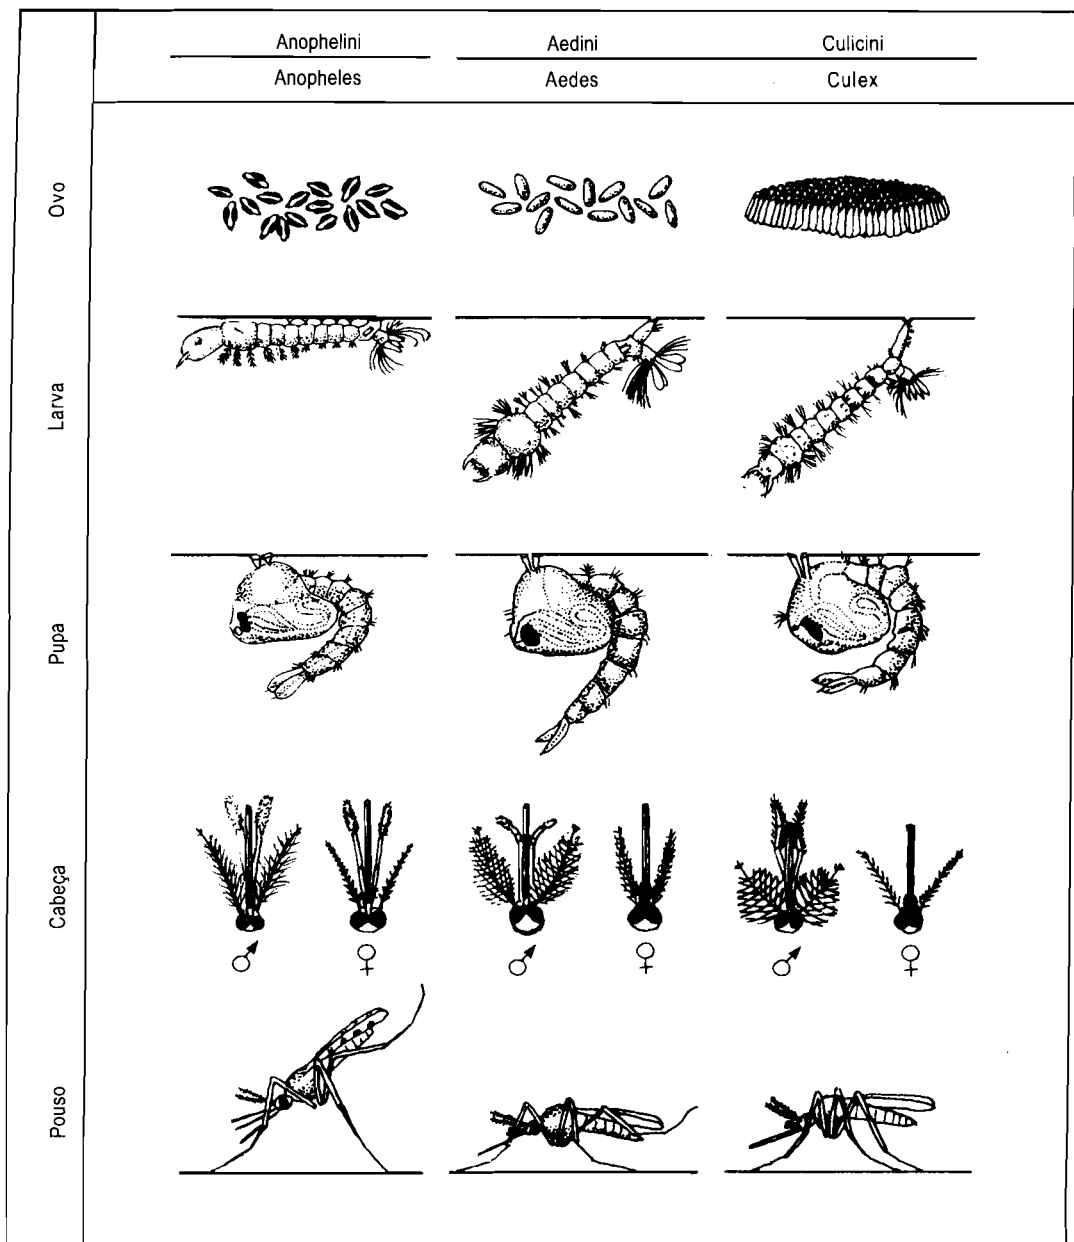 Anophelini Aedini Culicini
Anopheles Aedes Culex
Ovo
Larva
Pupa
Cabeça
♂ ♀ ♂ ♀ ♂ ♀
Pouso